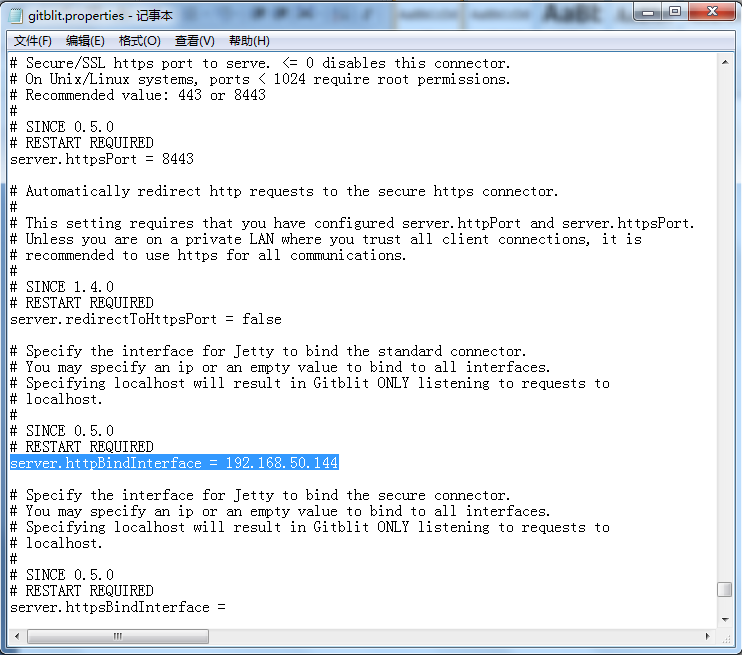 gitblit.properties - 记事本
文件(F) 编辑(E) 格式(O) 查看(V) 帮助(H)
# Secure/SSL https port to serve. <= 0 disables this connector.
# On Unix/Linux systems, ports < 1024 require root permissions.
# Recommended value: 443 or 8443
#
# SINCE 0.5.0
# RESTART REQUIRED
server.httpsPort = 8443
# Automatically redirect http requests to the secure https connector.
#
# This setting requires that you have configured server.httpPort and server.httpsPort.
# Unless you are on a private LAN where you trust all client connections, it is
# recommended to use https for all communications.
#
# SINCE 1.4.0
# RESTART REQUIRED
server.redirectToHttpsPort = false
# Specify the interface for Jetty to bind the standard connector.
# You may specify an ip or an empty value to bind to all interfaces.
# Specifying localhost will result in Gitblit ONLY listening to requests to
# localhost.
#
# SINCE 0.5.0
# RESTART REQUIRED
server.httpBindInterface = 192.168.50.144
# Specify the interface for Jetty to bind the secure connector.
# You may specify an ip or an empty value to bind to all interfaces.
# Specifying localhost will result in Gitblit ONLY listening to requests to
# localhost.
#
# SINCE 0.5.0
# RESTART REQUIRED
server.httpsBindInterface =